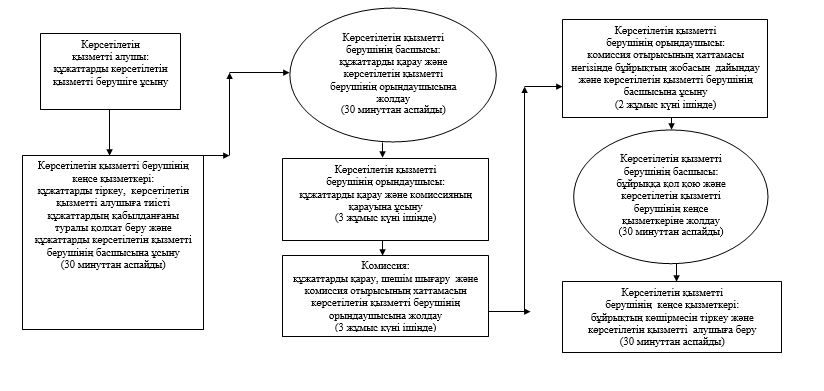 Көрсетілетін
қызметті алушы:
құжаттарды көрсетілетін
қызметті берушіге ұсыну
Көрсетілетін қызметті берушінің
кеңсе қызметкері:
құжаттарды тіркеу, көрсетілетін
қызметті алушыға тиісті
құжаттардың қабылданғаны
туралы қолхат беру және
құжаттарды көрсетілетін қызметті
берушінің басшысына ұсыну
(30 минуттан аспайды)
Көрсетілетін қызметті
берушінің басшысы:
құжаттарды қарау және
көрсетілетін қызметті
берушінің орындаушысына
жолдау
(30 минуттан аспайды)
Көрсетілетін қызметті
берушінің орындаушысы:
құжаттарды қарау және комиссияның
қарауына ұсыну
(3 жұмыс күні ішінде)
Комиссия:
құжаттарды қарау, шешім шығару және
комиссия отырысының хаттамасын
көрсетілетін қызметті берушінің
орындаушысына жолдау
(3 жұмыс күні ішінде)
Көрсетілетін қызметті
берушінің орындаушысы:
комиссия отырысының хаттамасы
негізінде бұйрықтың жобасын дайындау
және көрсетілетін қызметті берушінің
басшысына ұсыну
(2 жұмыс күні ішінде)
Көрсетілетін қызметті
берушінің басшысы:
бұйрыққа қол қою және
көрсетілетін қызметті
берушінің кеңсе
қызметкеріне жолдау
(30 минуттан аспайды)
Көрсетілетін қызметті
берушінің кеңсе қызметкері:
бұйрықтың көшірмесін тіркеу және
көрсетілетін қызметті алушыға беру
(30 минуттан аспайды)